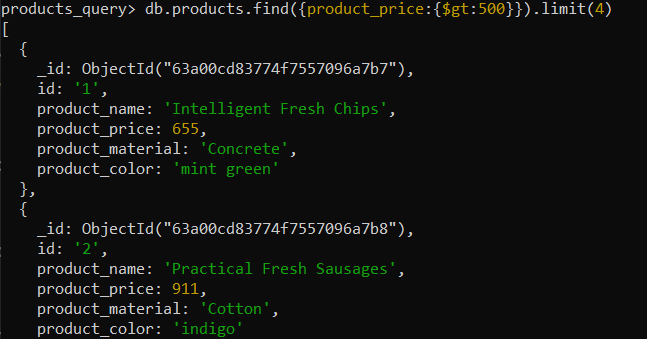 products_query> db.products.find({product_price:{$gt:500}}).limit(4)
[
  {
    _id: ObjectId("63a00cd83774f7557096a7b7"),
    id: '1',
    product_name: 'Intelligent Fresh Chips',
    product_price: 655,
    product_material: 'Concrete',
    product_color: 'mint green'
  },
  {
    _id: ObjectId("63a00cd83774f7557096a7b8"),
    id: '2',
    product_name: 'Practical Fresh Sausages',
    product_price: 911,
    product_material: 'Cotton',
    product_color: 'indigo'